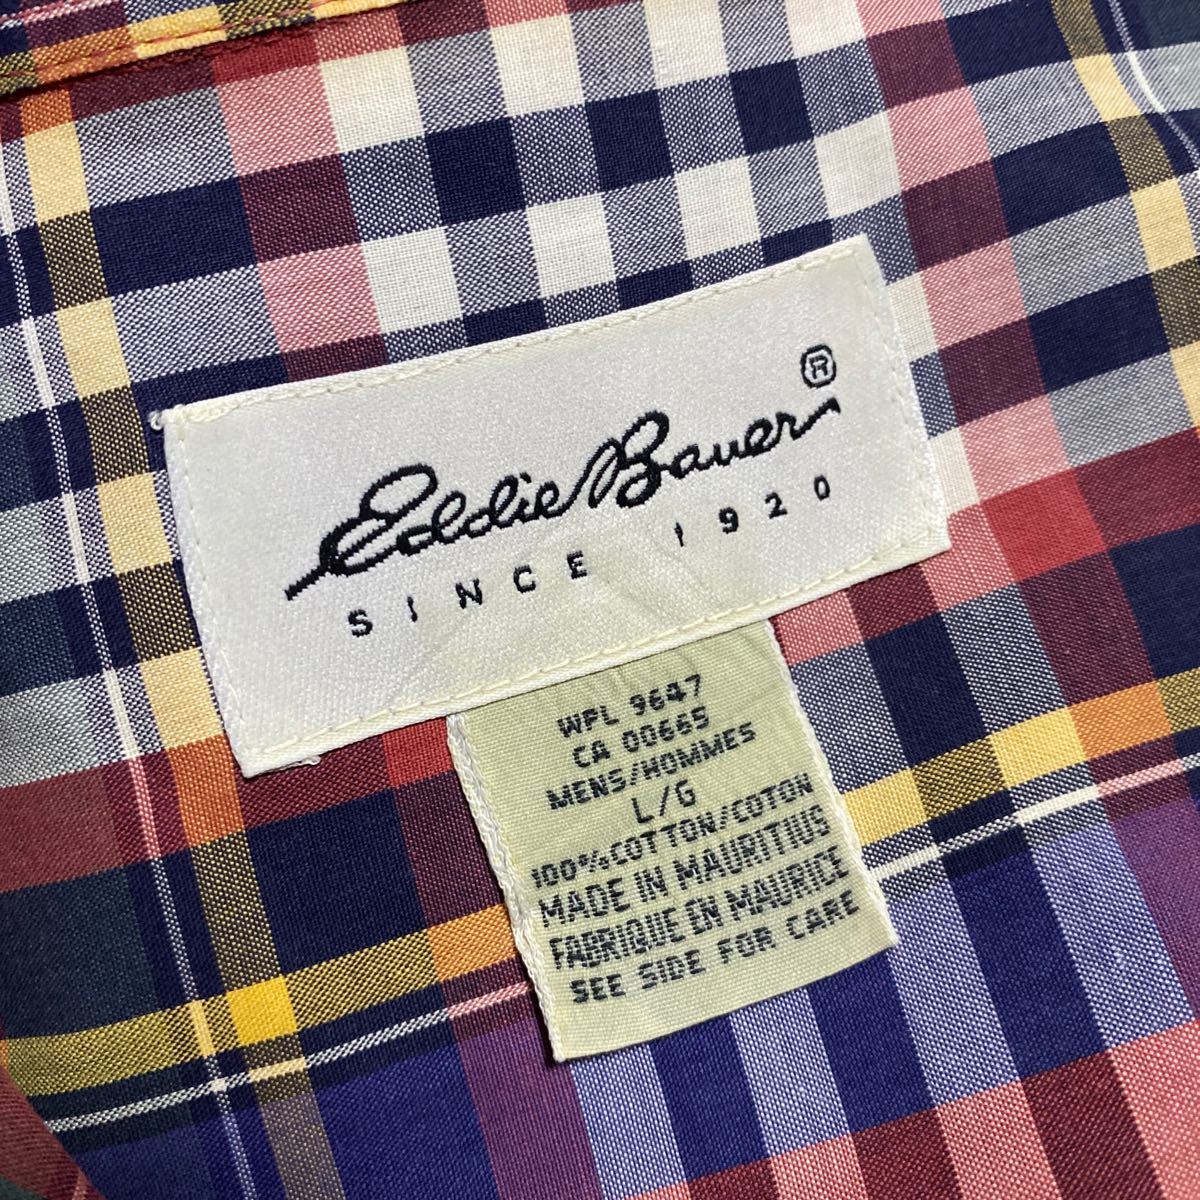 Eddie Bauer®
SINCE 1920
WPL 9647
CA 00665
MENS/HOMMES
L/G
100%COTTON/COTON
MADE IN MAURITIUS
FABRIQUE EN MAURICE
SEE SIDE FOR CARE